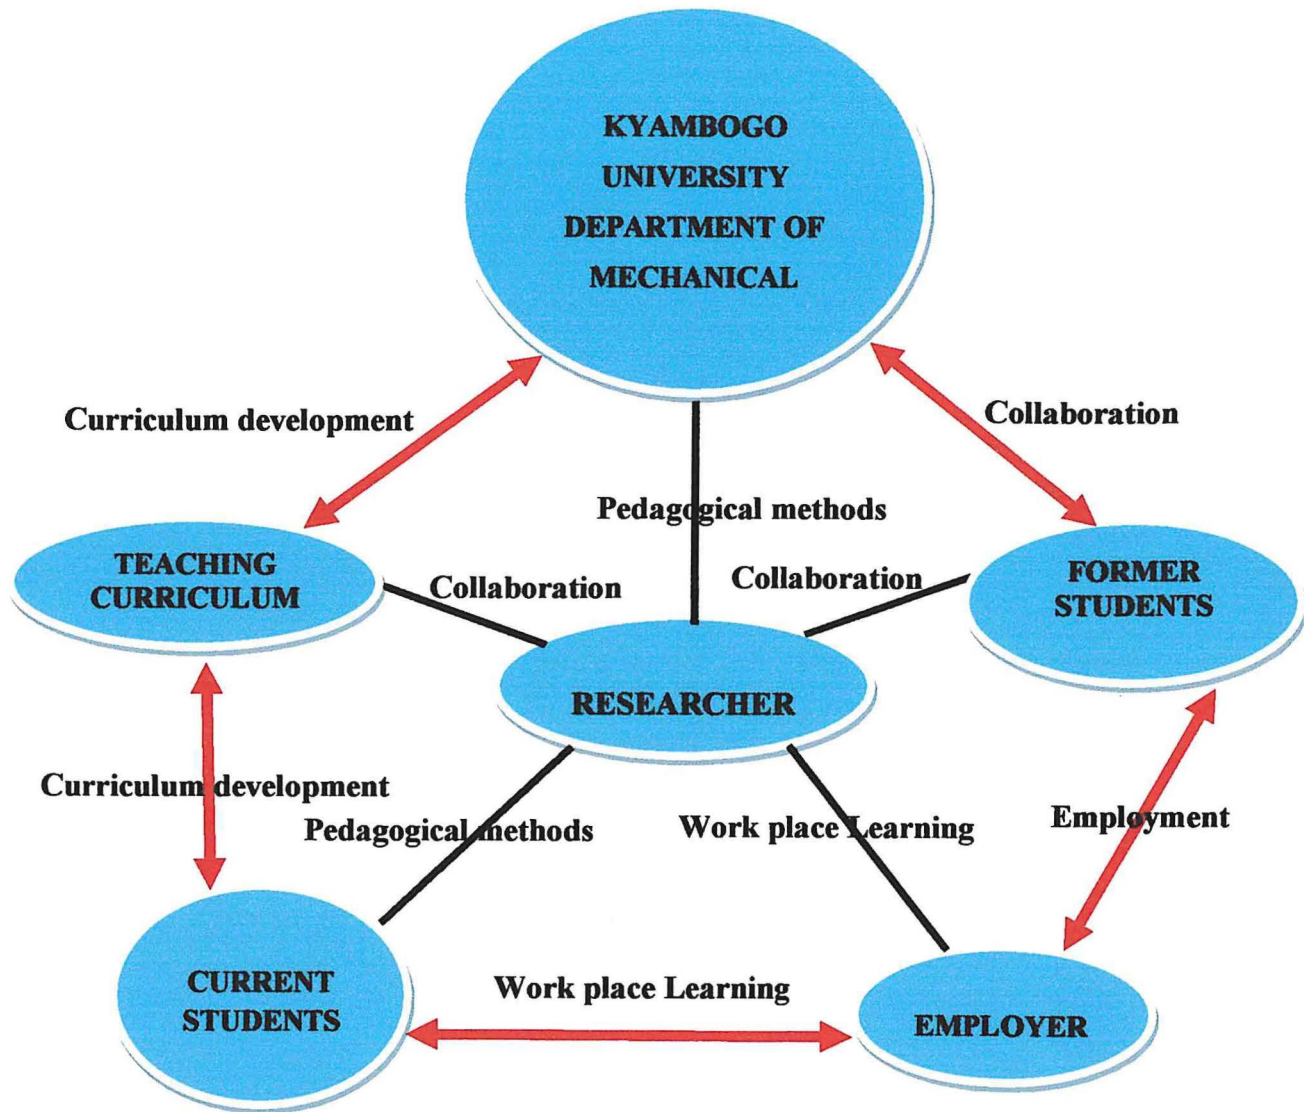 KYAMBOGO
UNIVERSITY
DEPARTMENT OF
MECHANICAL
Curriculum development
Collaboration
Pedagogical methods
TEACHING
CURRICULUM
Collaboration
Collaboration
FORMER
STUDENTS
RESEARCHER
Curriculum development
Pedagogical methods
Work place Learning
Employment
CURRENT
STUDENTS
Work place Learning
EMPLOYER